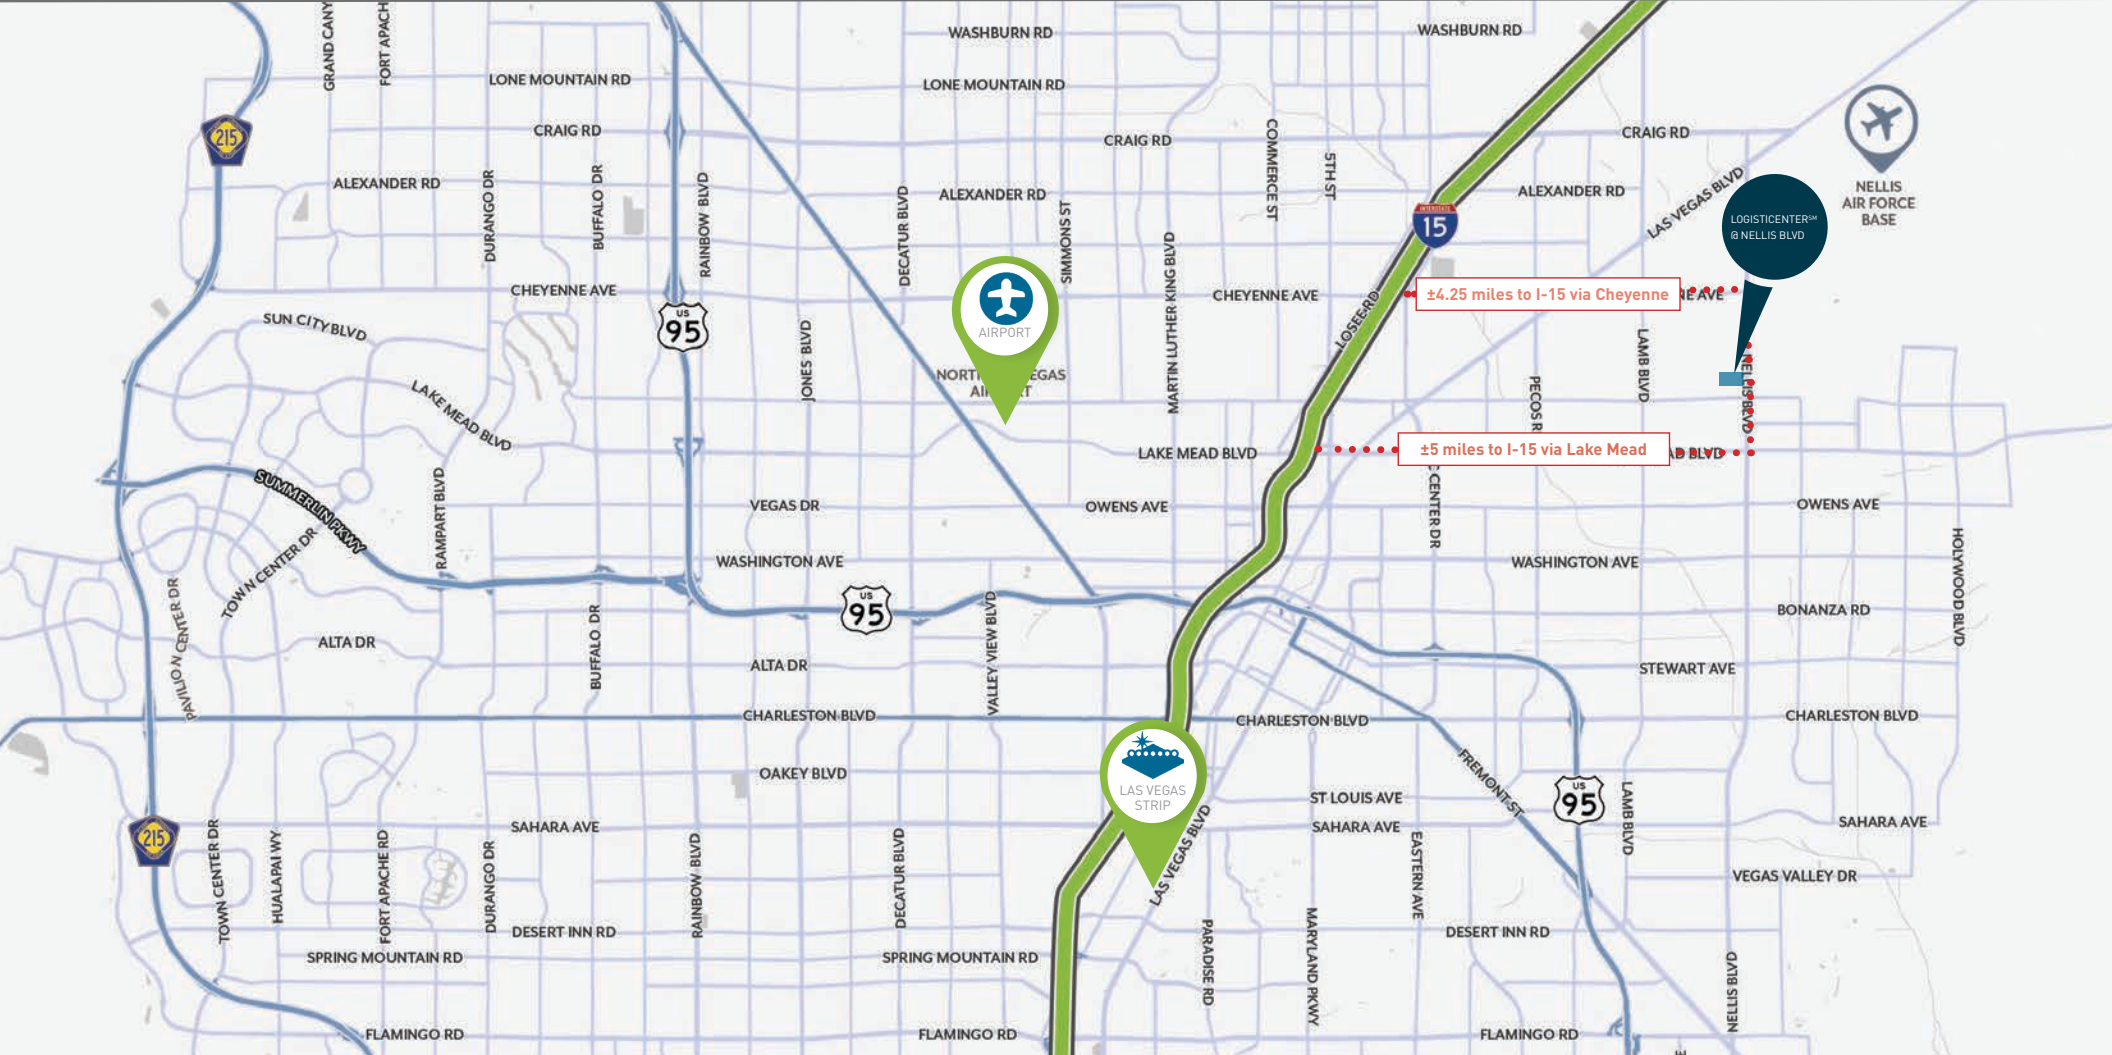 GRAND CANY
FORT APACH
WASHBURN RD
WASHBURN RD
LONE MOUNTAIN RD
LONE MOUNTAIN RD
215
CRAIG RD
CRAIG RD
CRAIG RD
COMMERCE ST
5TH ST
ALEXANDER RD
ALEXANDER RD
ALEXANDER RD
DURANGO DR
BUFFALO DR
RAINBOW BLVD
DECATUR BLVD
SIMMONS ST
MARTIN LUTHER KING BLVD
LAS VEGAS BLVD
NELLIS
AIR FORCE
BASE
LOGISTICENTER℠
@ NELLIS BLVD
INTERSTATE
15
CHEYENNE AVE
CHEYENNE AVE
±4.25 miles to I-15 via Cheyenne
NE AVE
SUN CITY BLVD
US
95
JONES BLVD
AIRPORT
NORTH VEGAS
AIRPORT
LOSEE RD
PECOS R
LAMB BLVD
NELLIS BLVD
LAKE MEAD BLVD
LAKE MEAD BLVD
±5 miles to I-15 via Lake Mead
AD BLVD
SUMMERLIN PKWY
RAMPART BLVD
VEGAS DR
OWENS AVE
C CENTER DR
OWENS AVE
TOWN CENTER DR
WASHINGTON AVE
WASHINGTON AVE
HOLYWOOD BLVD
PAVILION CENTER DR
BUFFALO DR
US
95
VALLEY VIEW BLVD
BONANZA RD
ALTA DR
ALTA DR
STEWART AVE
CHARLESTON BLVD
CHARLESTON BLVD
CHARLESTON BLVD
OAKEY BLVD
LAS VEGAS
STRIP
FREMONT ST
US
95
LAMB BLVD
ST LOUIS AVE
215
SAHARA AVE
SAHARA AVE
SAHARA AVE
LAS VEGAS BLVD
TOWN CENTER DR
HUALAPAI WY
FORT APACHE RD
DURANGO DR
RAINBOW BLVD
DECATUR BLVD
EASTERN AVE
VEGAS VALLEY DR
DESERT INN RD
DESERT INN RD
PARADISE RD
MARYLAND PKWY
NELLIS BLVD
SPRING MOUNTAIN RD
SPRING MOUNTAIN RD
FLAMINGO RD
FLAMINGO RD
FLAMINGO RD